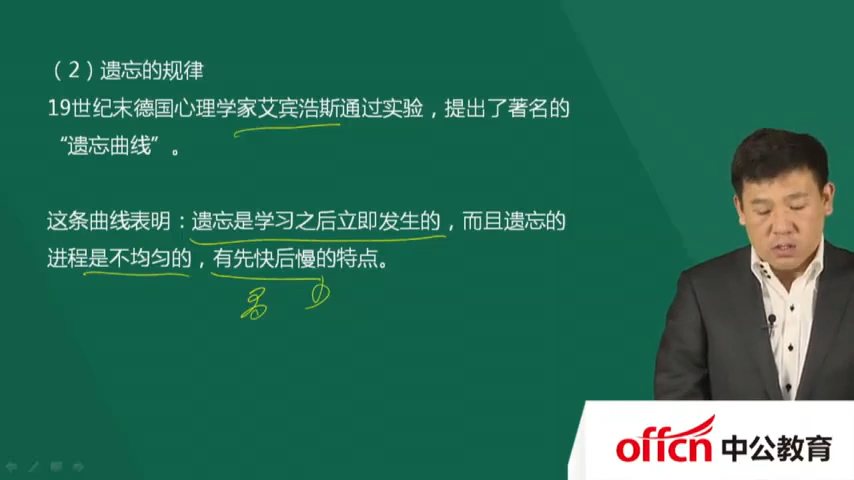 （2）遗忘的规律
19世纪末德国心理学家艾宾浩斯通过实验，提出了著名的
“遗忘曲线”。
这条曲线表明：遗忘是学习之后立即发生的，而且遗忘的
进程是不均匀的，有先快后慢的特点。
offcn 中公教育